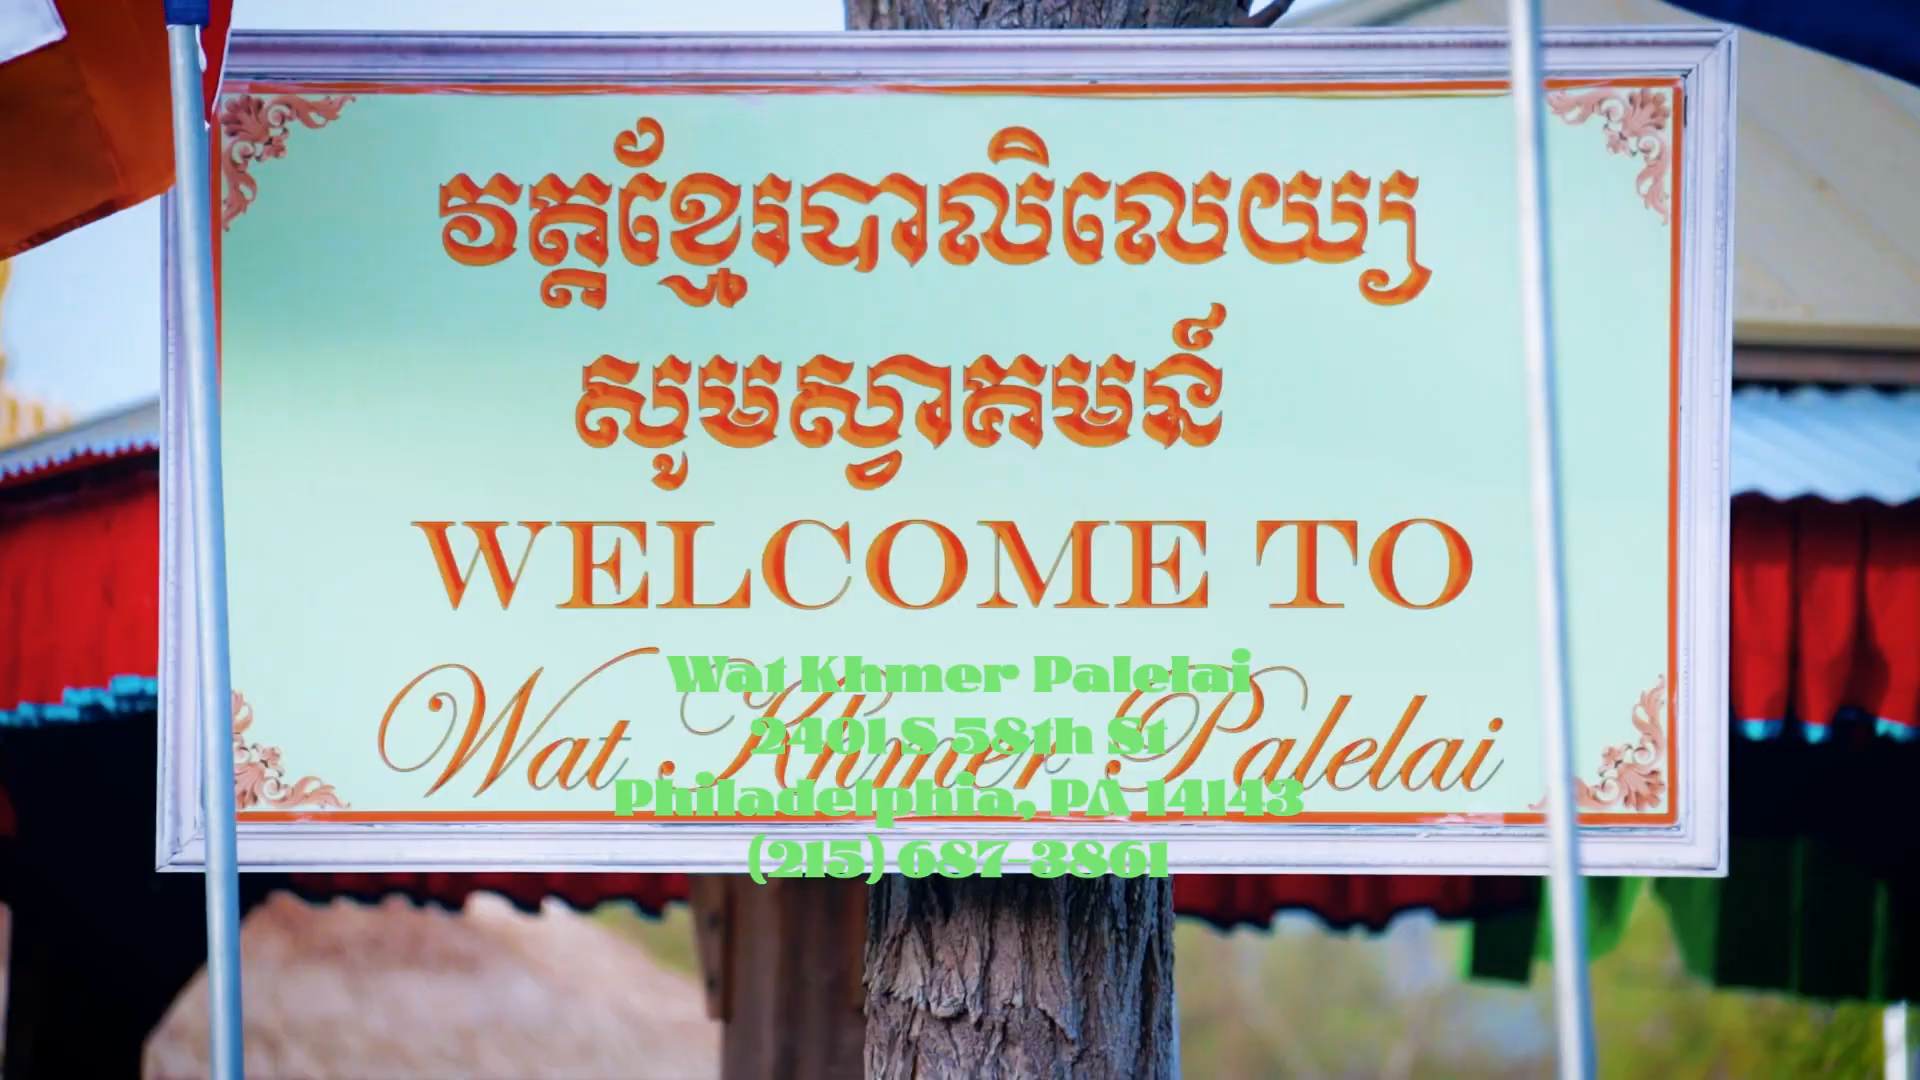 វត្តខ្មែរបាលិលេយ្យ
សូមស្វាគមន៍
WELCOME TO
Wat Khmer Palelai
Wat Khmer Palelai
2401 S 58th St
Philadelphia, PA 14143
(215) 687-3861